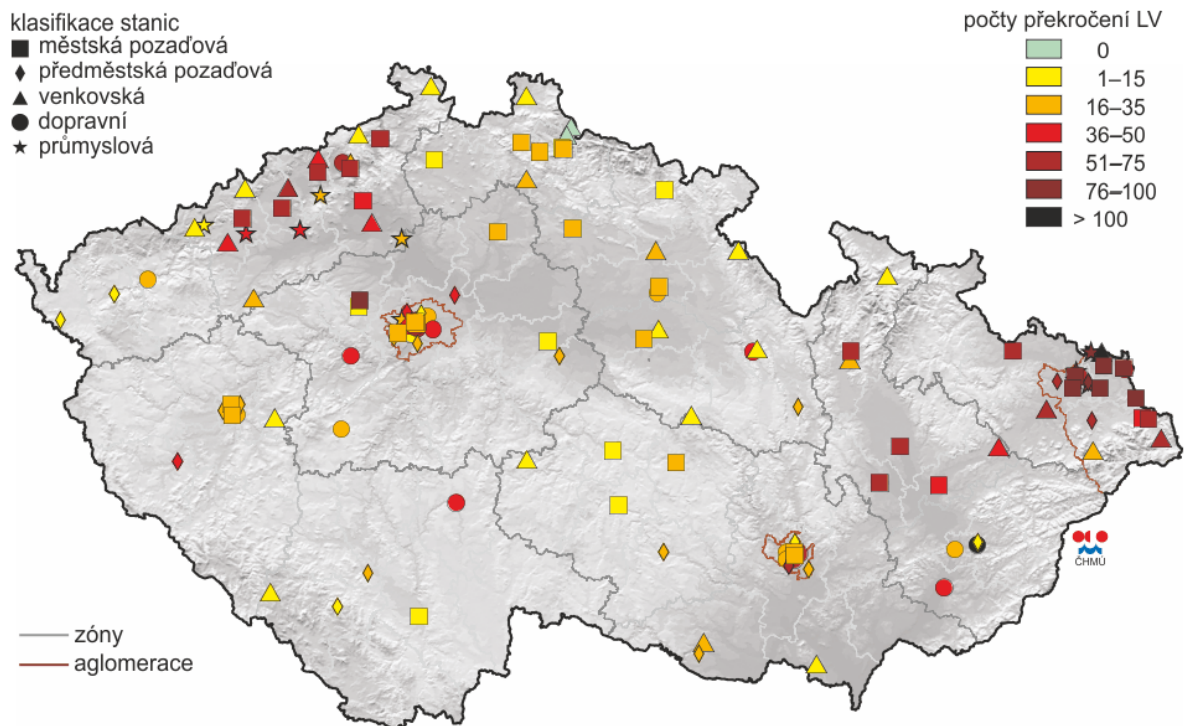 klasifikace stanic
městská pozaďová
předměstská pozaďová
venkovská
dopravní
průmyslová
počty překročení LV
0
1–15
16–35
36–50
51–75
76–100
> 100
ČHMÚ
zóny
aglomerace